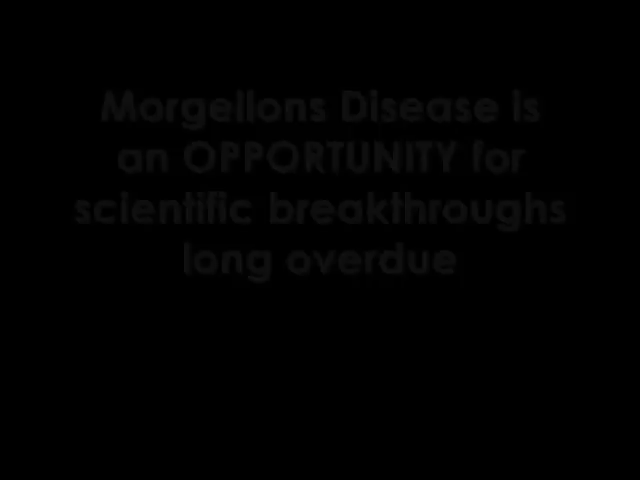 Morgellons Disease is
an OPPORTUNITY for
scientific breakthroughs
long overdue